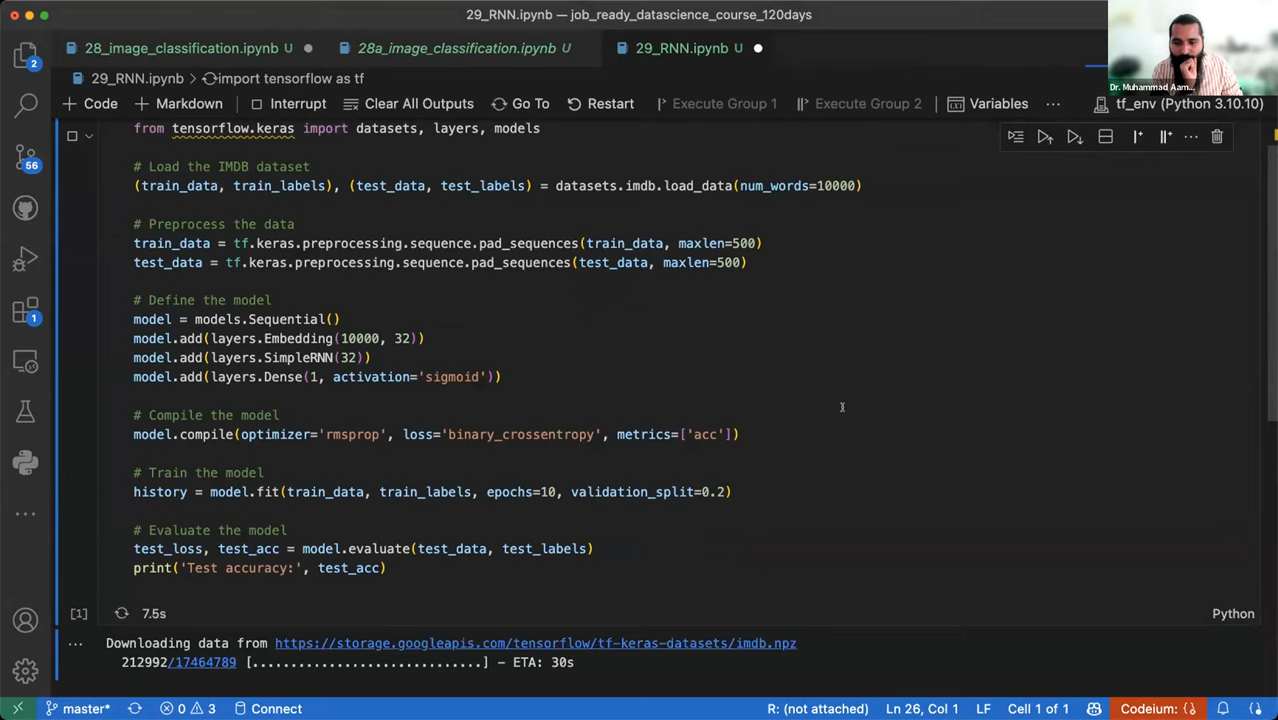 29_RNN.ipynb — job_ready_datascience_course_120days
28_image_classification.ipynb U
28a_image_classification.ipynb U
29_RNN.ipynb U
Dr. Muhammad Aam...
29_RNN.ipynb > import tensorflow as tf
+ Code + Markdown Interrupt Clear All Outputs Go To Restart Execute Group 1 Execute Group 2 Variables ... tf_env (Python 3.10.10)
from tensorflow.keras import datasets, layers, models
# Load the IMDB dataset
(train_data, train_labels), (test_data, test_labels) = datasets.imdb.load_data(num_words=10000)
# Preprocess the data
train_data = tf.keras.preprocessing.sequence.pad_sequences(train_data, maxlen=500)
test_data = tf.keras.preprocessing.sequence.pad_sequences(test_data, maxlen=500)
# Define the model
model = models.Sequential()
model.add(layers.Embedding(10000, 32))
model.add(layers.SimpleRNN(32))
model.add(layers.Dense(1, activation='sigmoid'))
# Compile the model
model.compile(optimizer='rmsprop', loss='binary_crossentropy', metrics=['acc'])
# Train the model
history = model.fit(train_data, train_labels, epochs=10, validation_split=0.2)
# Evaluate the model
test_loss, test_acc = model.evaluate(test_data, test_labels)
print('Test accuracy:', test_acc)
[1] 7.5s Python
Downloading data from https://storage.googleapis.com/tensorflow/tf-keras-datasets/imdb.npz
212992/17464789 [..............................] - ETA: 30s
2
56
1
master* 0 3 Connect R: (not attached) Ln 26, Col 1 LF Cell 1 of 1 Codeium: {}